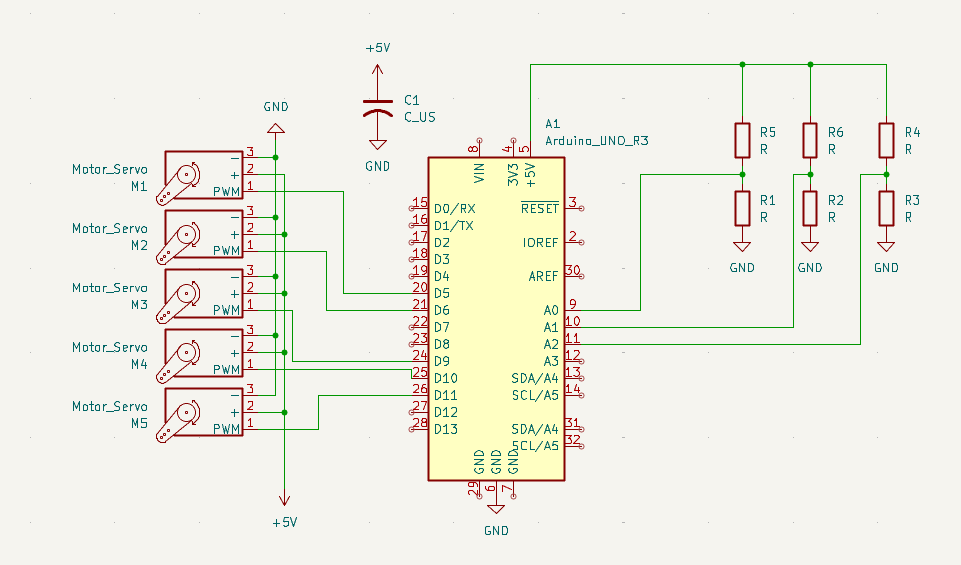 +5V
C1
C_US
GND
GND
Motor_Servo
M1
3
2
1
−
+
PWM
Motor_Servo
M2
3
2
1
−
+
PWM
Motor_Servo
M3
3
2
1
−
+
PWM
Motor_Servo
M4
3
2
1
−
+
PWM
Motor_Servo
M5
3
2
1
−
+
PWM
+5V
A1
Arduino_UNO_R3
8
4
5
VIN
3V3
+5V
15 D0/RX
16 D1/TX
17 D2
18 D3
19 D4
20 D5
21 D6
22 D7
23 D8
24 D9
25 D10
26 D11
27 D12
28 D13
RESET 3
IOREF 2
AREF 30
A0 9
A1 10
A2 11
A3 12
SDA/A4 13
SCL/A5 14
SDA/A4 31
SCL/A5 32
GND
GND
GND
29
6
7
GND
R5
R
R6
R
R4
R
R1
R
R2
R
R3
R
GND
GND
GND